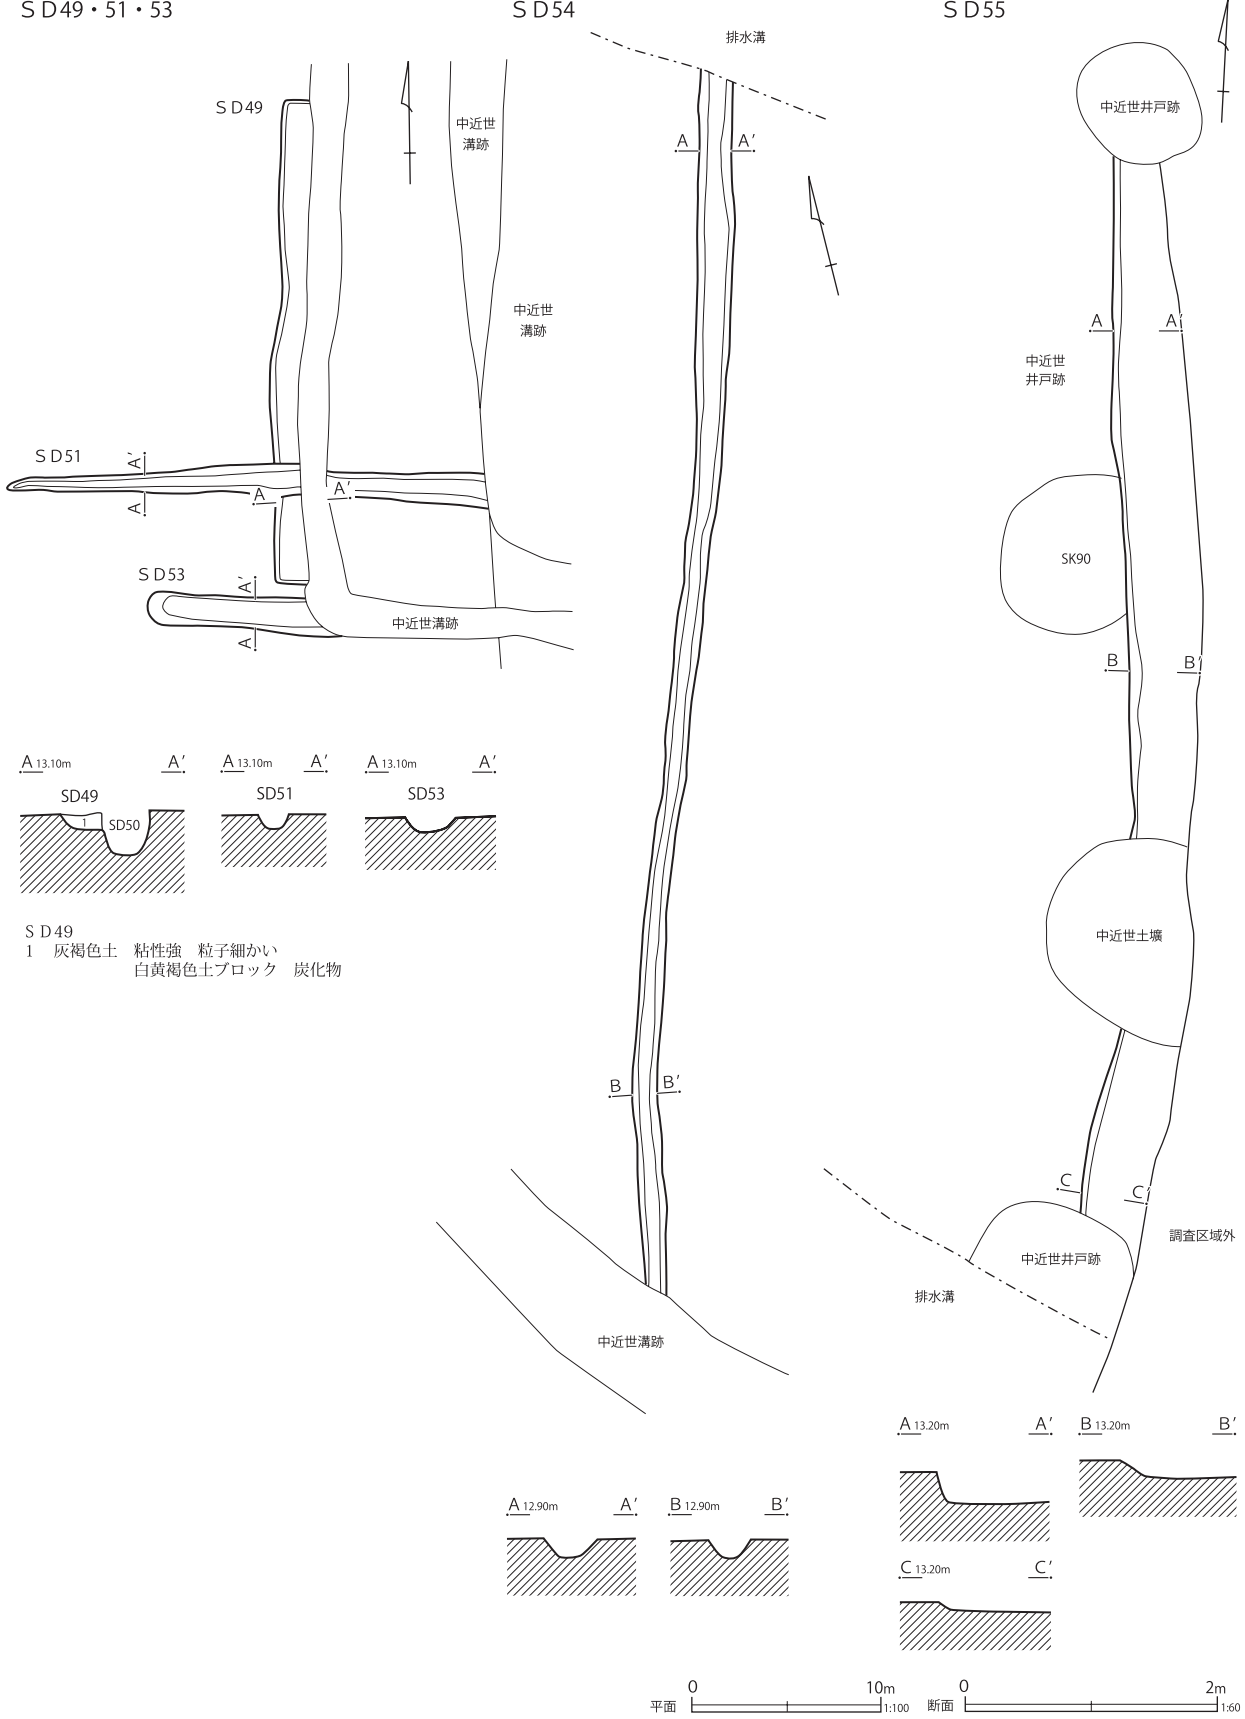 SD49・51・53
SD54
SD55
排水溝
中近世井戸跡
SD49
中近世
溝跡
A
A′
中近世
溝跡
A
A′
中近世
井戸跡
SD51
A′
A
A
A′
SK90
SD53
A′
A
中近世溝跡
B
B′
A 13.10m A′
SD49
1
SD50
A 13.10m A′
SD51
A 13.10m A′
SD53
SD49
1 灰褐色土 粘性強 粒子細かい
白黄褐色土ブロック 炭化物
中近世土壙
B
B′
C
C′
調査区域外
中近世井戸跡
排水溝
中近世溝跡
A 13.20m A′
B 13.20m B′
A 12.90m A′
B 12.90m B′
C 13.20m C′
平面 0 10m 1:100
断面 0 2m 1:60